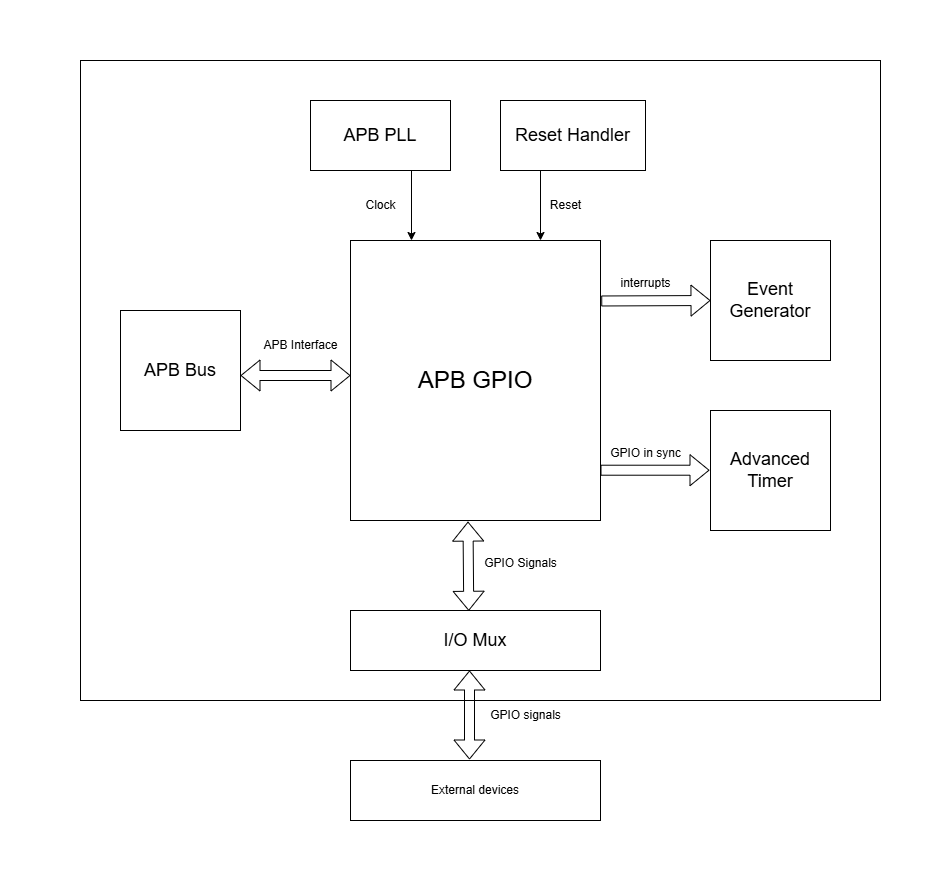 APB PLL
Reset Handler
Clock
Reset
interrupts
Event
Generator
APB Interface
APB Bus
APB GPIO
GPIO in sync
Advanced
Timer
GPIO Signals
I/O Mux
GPIO signals
External devices